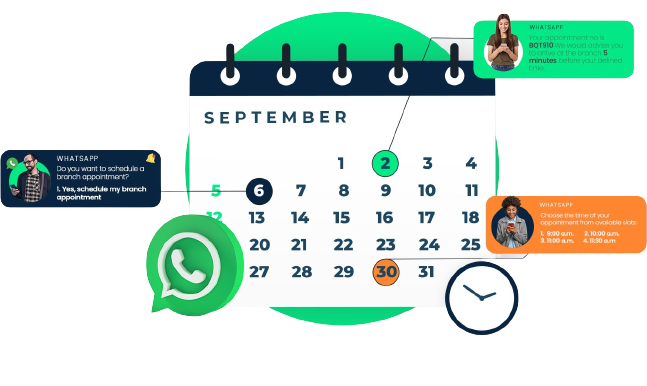 WHATSAPP
Your appointment no is
BQT910 We would advise you
to arrive at the branch 5
minutes before your defined
time.
SEPTEMBER
1 2 3 4
5 6 7 8 9 10 11
12 13 14 15 16 17 18
20 21 22 23 24 25
27 28 29 30 31
WHATSAPP
Do you want to schedule a
branch appointment?
1. Yes, schedule my branch
appointment
WHATSAPP
Choose the time of your
appointment from available slots.
1. 9:00 a.m. 2. 10:00 a.m.
3. 11:00 a.m. 4. 11:30 a.m